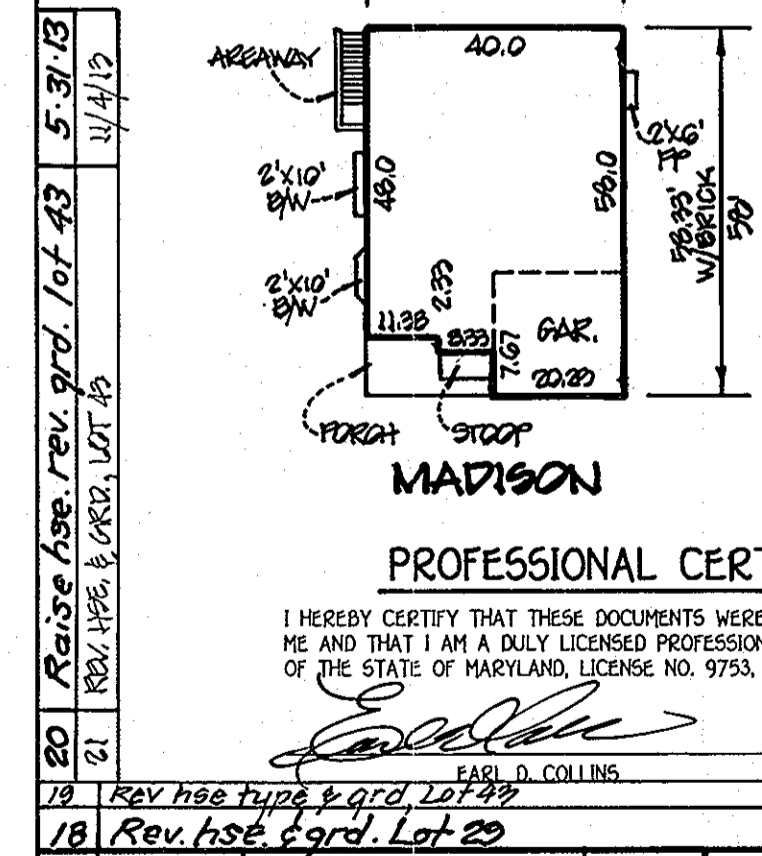 5·31·13
11/4/13
20 Raise hse. rev. grd. lot 43
21 REV. HSE. & GRD., LOT 43
AREAWAY
40.0
2'X6'
FP
2'X10'
B/W
48.0
58.0
58.33'
W/BRICK
58'
2'X10'
B/W
2.33
11.38
8.33
7.67
GAR.
20.29
PORCH
STOOP
MADISON
PROFESSIONAL CERT
I HEREBY CERTIFY THAT THESE DOCUMENTS WERE
ME AND THAT I AM A DULY LICENSED PROFESSION
OF THE STATE OF MARYLAND, LICENSE NO. 9753,
EARL D. COLLINS
19 Rev hse type & grd Lot 43
18 Rev. hse. & grd. Lot 29